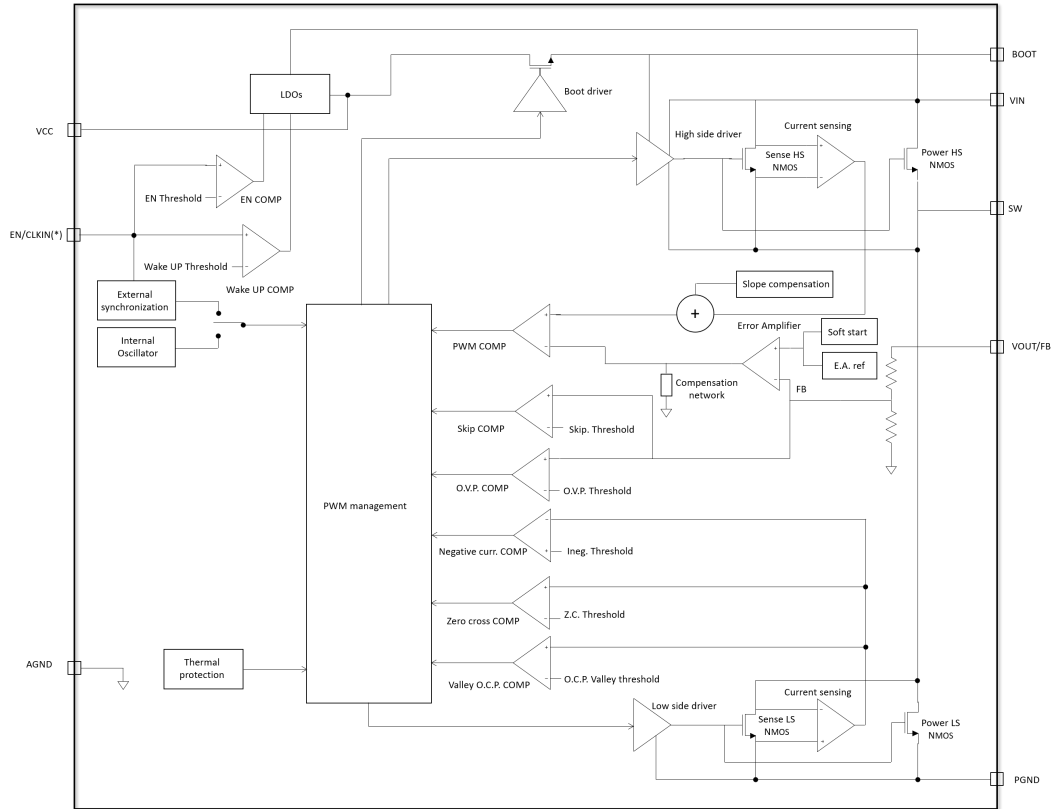 BOOT
LDOs
Boot driver
VIN
VCC
High side driver
Current sensing
Sense HS
NMOS
Power HS
NMOS
+
-
+
-
EN Threshold
EN COMP
SW
EN/CLKIN(*)
+
-
Wake UP Threshold
Wake UP COMP
External
synchronization
Slope compensation
+
Internal
Oscillator
PWM COMP
+
-
Error Amplifier
Soft start
VOUT/FB
+
-
E.A. ref
Compensation
network
FB
Skip COMP
+
-
Skip. Threshold
O.V.P. COMP
+
-
O.V.P. Threshold
PWM management
Negative curr. COMP
-
+
Ineg. Threshold
Zero cross COMP
+
-
Z.C. Threshold
AGND
Thermal
protection
Valley O.C.P. COMP
+
-
O.C.P. Valley threshold
Low side driver
Current sensing
Sense LS
NMOS
-
+
Power LS
NMOS
PGND